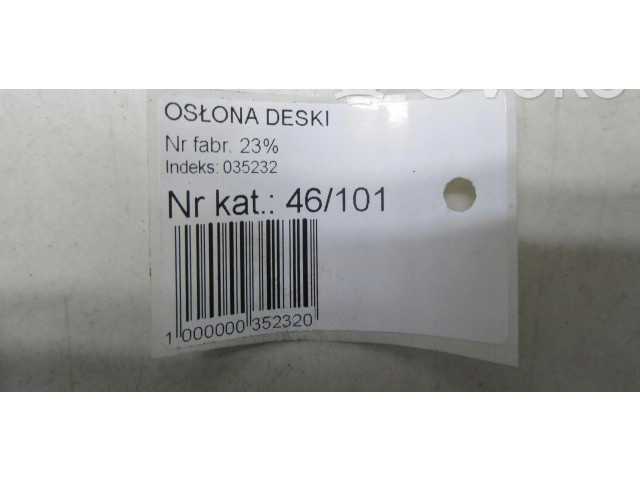 OSŁONA DESKI
Nr fabr. 23%
Indeks: 035232
Nr kat.: 46/101
1 000000 352320